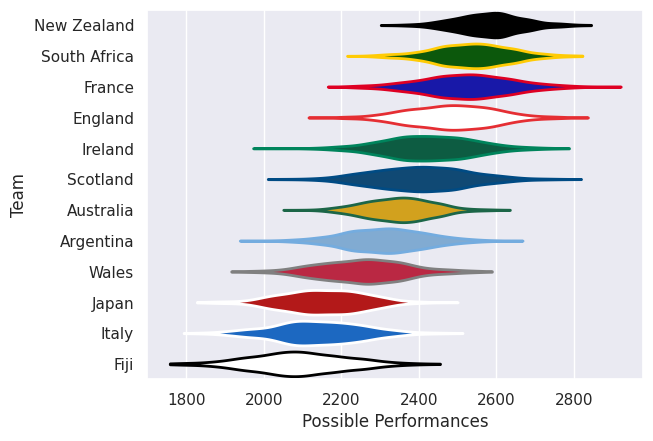 New Zealand
South Africa
France
England
Ireland
Scotland
Australia
Argentina
Wales
Japan
Italy
Fiji
Team
1800 2000 2200 2400 2600 2800
Possible Performances